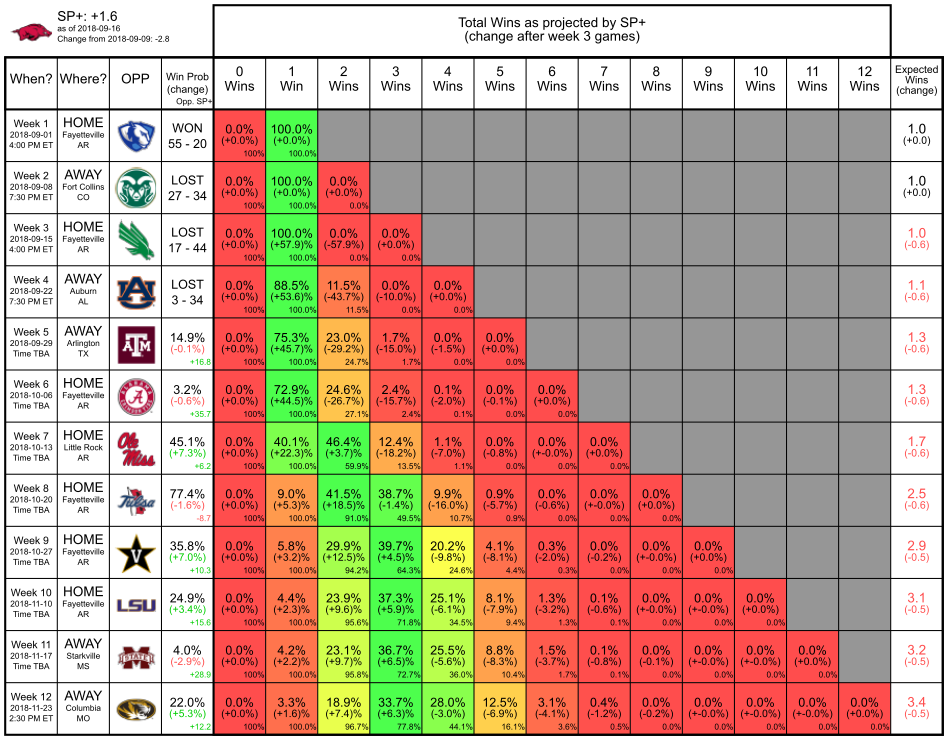 SP+: +1.6
as of 2018-09-16
Change from 2018-09-09: -2.8
Total Wins as projected by SP+
(change after week 3 games)
When? Where? OPP Win Prob (change) Opp. SP+ 0 Wins 1 Win 2 Wins 3 Wins 4 Wins 5 Wins 6 Wins 7 Wins 8 Wins 9 Wins 10 Wins 11 Wins 12 Wins Expected Wins (change)
Week 1 HOME WON 0.0% 100.0% 1.0
2018-09-01 Fayetteville 55 - 20 (+0.0%) (+0.0%) (+0.0)
4:00 PM ET AR 100% 100.0%
Week 2 AWAY LOST 0.0% 100.0% 0.0% 1.0
2018-09-08 Fort Collins 27 - 34 (+0.0%) (+0.0%) (+0.0%) (+0.0)
7:30 PM ET CO 100% 100.0% 0.0%
Week 3 HOME LOST 0.0% 100.0% 0.0% 0.0% 1.0
2018-09-15 Fayetteville 17 - 44 (+0.0%) (+57.9)% (-57.9%) (+0.0%) (-0.6)
4:00 PM ET AR 100% 100.0% 0.0% 0.0%
Week 4 AWAY LOST 0.0% 88.5% 11.5% 0.0% 0.0% 1.1
2018-09-22 Auburn 3 - 34 (+0.0%) (+53.6)% (-43.7%) (-10.0%) (+0.0%) (-0.6)
7:30 PM ET AL 100% 100.0% 11.5% 0.0% 0.0%
Week 5 AWAY ATM 14.9% 0.0% 75.3% 23.0% 1.7% 0.0% 0.0% 1.3
2018-09-29 Arlington (-0.1%) (+0.0%) (+45.7)% (-29.2%) (-15.0%) (-1.5%) (+0.0%) (-0.6)
Time TBA TX +16.8 100% 100.0% 24.7% 1.7% 0.0% 0.0%
Week 6 HOME 3.2% 0.0% 72.9% 24.6% 2.4% 0.1% 0.0% 0.0% 1.3
2018-10-06 Fayetteville (-0.6%) (+0.0%) (+44.5)% (-26.7%) (-15.7%) (-2.0%) (-0.1%) (+0.0%) (-0.6)
Time TBA AR +35.7 100% 100.0% 27.1% 2.4% 0.1% 0.0% 0.0%
Week 7 HOME Ole Miss 45.1% 0.0% 40.1% 46.4% 12.4% 1.1% 0.0% 0.0% 0.0% 1.7
2018-10-13 Little Rock (+7.3%) (+0.0%) (+22.3)% (+3.7)% (-18.2%) (-7.0%) (-0.8%) (+-0.0%) (+0.0%) (-0.6)
Time TBA AR +6.2 100% 100.0% 59.9% 13.5% 1.1% 0.0% 0.0% 0.0%
Week 8 HOME Tulsa 77.4% 0.0% 9.0% 41.5% 38.7% 9.9% 0.9% 0.0% 0.0% 0.0% 2.5
2018-10-20 Fayetteville (-1.6%) (+0.0%) (+5.3)% (+18.5)% (-1.4%) (-16.0%) (-5.7%) (-0.6%) (+-0.0%) (+0.0%) (-0.6)
Time TBA AR -8.7 100% 100.0% 91.0% 49.5% 10.7% 0.9% 0.0% 0.0% 0.0%
Week 9 HOME V 35.8% 0.0% 5.8% 29.9% 39.7% 20.2% 4.1% 0.3% 0.0% 0.0% 0.0% 2.9
2018-10-27 Fayetteville (+7.0%) (+0.0%) (+3.2)% (+12.5)% (+4.5)% (-9.8%) (-8.1%) (-2.0%) (-0.2%) (+-0.0%) (+0.0%) (-0.5)
Time TBA AR +10.3 100% 100.0% 94.2% 64.3% 24.6% 4.4% 0.3% 0.0% 0.0% 0.0%
Week 10 HOME LSU 24.9% 0.0% 4.4% 23.9% 37.3% 25.1% 8.1% 1.3% 0.1% 0.0% 0.0% 0.0% 3.1
2018-11-10 Fayetteville (+3.4%) (+0.0%) (+2.3)% (+9.6)% (+5.9)% (-6.1%) (-7.9%) (-3.2%) (-0.6%) (+-0.0%) (+-0.0%) (+0.0%) (-0.5)
Time TBA AR +15.6 100% 100.0% 95.6% 71.8% 34.5% 9.4% 1.3% 0.1% 0.0% 0.0% 0.0%
Week 11 AWAY STATE 4.0% 0.0% 4.2% 23.1% 36.7% 25.5% 8.8% 1.5% 0.1% 0.0% 0.0% 0.0% 0.0% 3.2
2018-11-17 Starkville (-2.9%) (+0.0%) (+2.2)% (+9.7)% (+6.5)% (-5.6%) (-8.3%) (-3.7%) (-0.8%) (-0.1%) (+-0.0%) (+-0.0%) (+0.0%) (-0.5)
Time TBA MS +28.9 100% 100.0% 95.8% 72.7% 36.0% 10.4% 1.7% 0.1% 0.0% 0.0% 0.0% 0.0%
Week 12 AWAY 22.0% 0.0% 3.3% 18.9% 33.7% 28.0% 12.5% 3.1% 0.4% 0.0% 0.0% 0.0% 0.0% 0.0% 3.4
2018-11-23 Columbia (+5.3%) (+0.0%) (+1.6)% (+7.4)% (+6.3)% (-3.0%) (-6.9%) (-4.1%) (-1.2%) (-0.2%) (+-0.0%) (+-0.0%) (+-0.0%) (+0.0%) (-0.5)
2:30 PM ET MO +12.2 100% 100.0% 96.7% 77.8% 44.1% 16.1% 3.6% 0.5% 0.0% 0.0% 0.0% 0.0% 0.0%